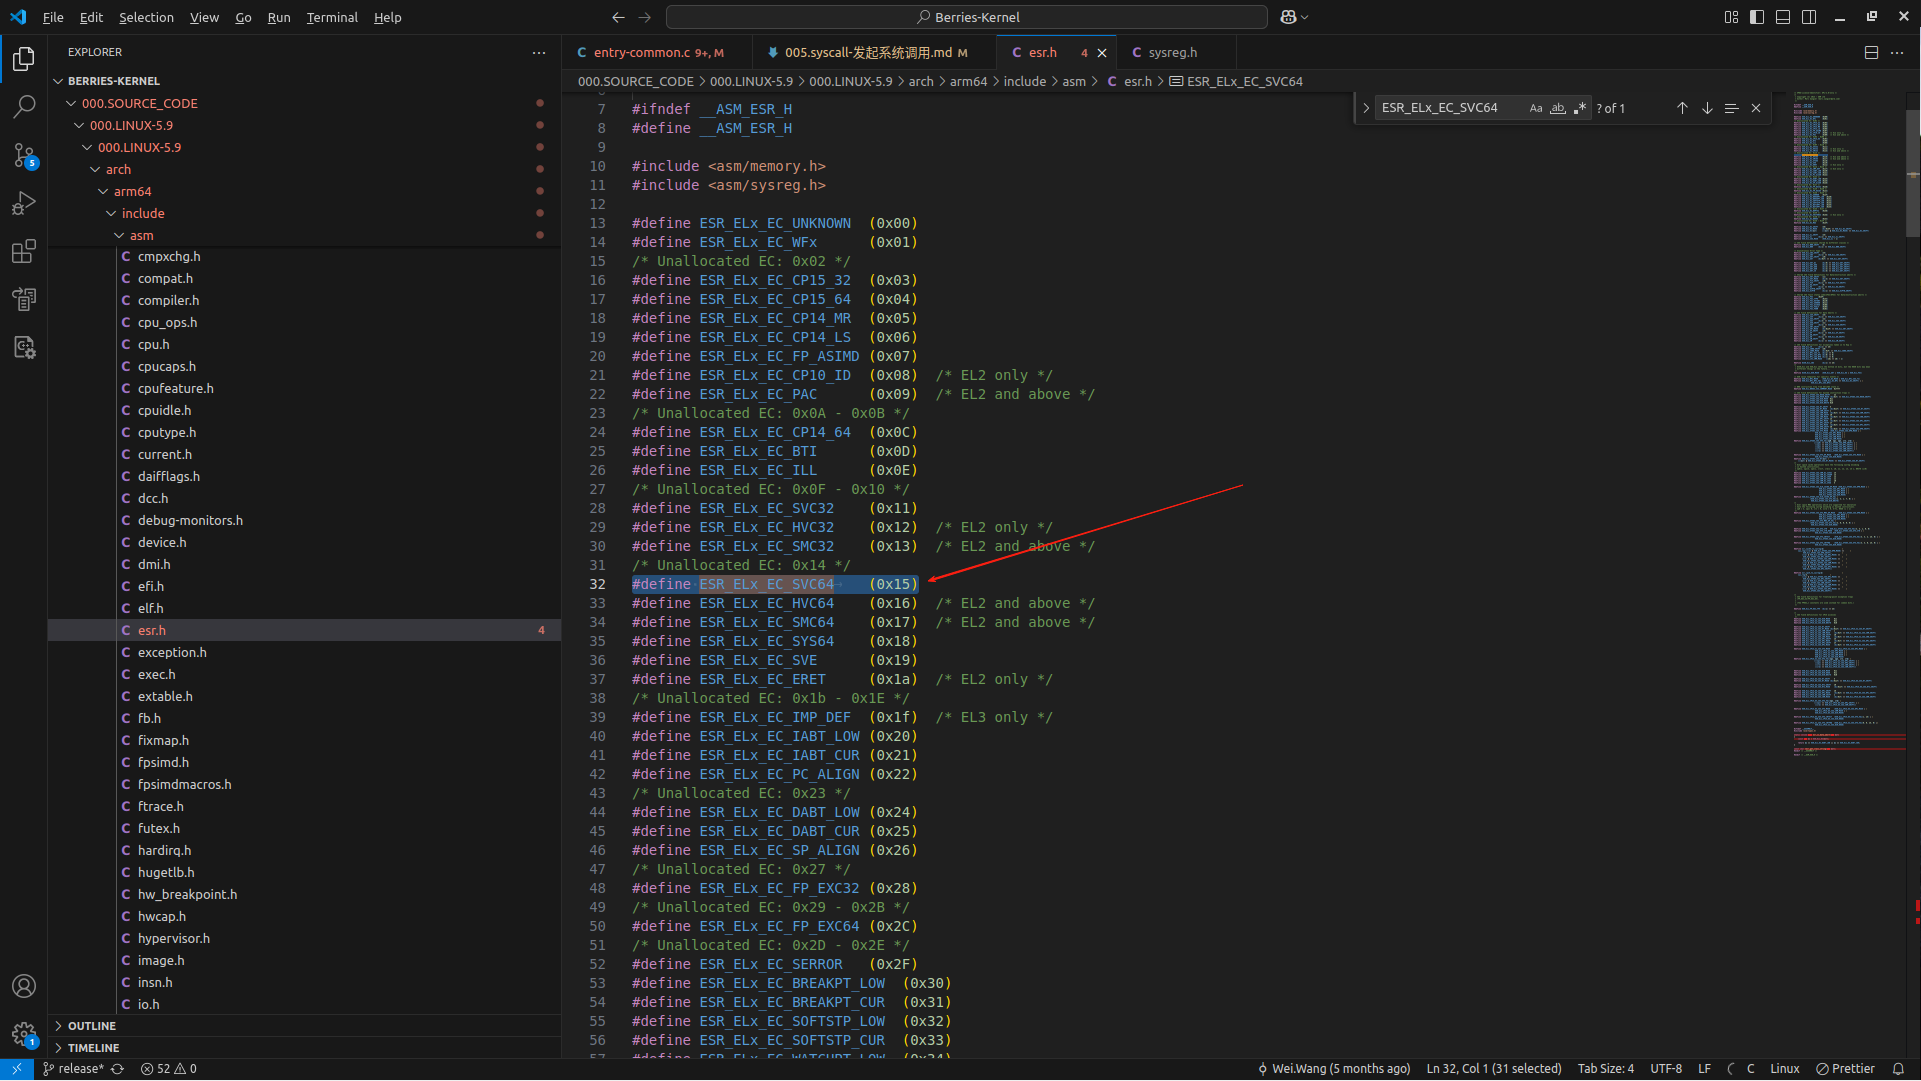 File Edit Selection View Go Run Terminal Help
Berries-Kernel
EXPLORER
BERRIES-KERNEL
000.SOURCE_CODE
000.LINUX-5.9
000.LINUX-5.9
arch
arm64
include
asm
cmpxchg.h
compat.h
compiler.h
cpu_ops.h
cpu.h
cpucaps.h
cpufeature.h
cpuidle.h
cputype.h
current.h
daifflags.h
dcc.h
debug-monitors.h
device.h
dmi.h
efi.h
elf.h
esr.h 4
exception.h
exec.h
extable.h
fb.h
fixmap.h
fpsimd.h
fpsimdmacros.h
ftrace.h
futex.h
hardirq.h
hugetlb.h
hw_breakpoint.h
hwcap.h
hypervisor.h
image.h
insn.h
io.h
OUTLINE
TIMELINE
5
1
entry-common.c 9+, M
005.syscall-发起系统调用.md M
esr.h 4
sysreg.h
000.SOURCE_CODE > 000.LINUX-5.9 > 000.LINUX-5.9 > arch > arm64 > include > asm > C esr.h > ESR_ELx_EC_SVC64
ESR_ELx_EC_SVC64 Aa ab ? of 1
7 #ifndef __ASM_ESR_H
8 #define __ASM_ESR_H
9
10 #include <asm/memory.h>
11 #include <asm/sysreg.h>
12
13 #define ESR_ELx_EC_UNKNOWN (0x00)
14 #define ESR_ELx_EC_WFx (0x01)
15 /* Unallocated EC: 0x02 */
16 #define ESR_ELx_EC_CP15_32 (0x03)
17 #define ESR_ELx_EC_CP15_64 (0x04)
18 #define ESR_ELx_EC_CP14_MR (0x05)
19 #define ESR_ELx_EC_CP14_LS (0x06)
20 #define ESR_ELx_EC_FP_ASIMD (0x07)
21 #define ESR_ELx_EC_CP10_ID (0x08) /* EL2 only */
22 #define ESR_ELx_EC_PAC (0x09) /* EL2 and above */
23 /* Unallocated EC: 0x0A - 0x0B */
24 #define ESR_ELx_EC_CP14_64 (0x0C)
25 #define ESR_ELx_EC_BTI (0x0D)
26 #define ESR_ELx_EC_ILL (0x0E)
27 /* Unallocated EC: 0x0F - 0x10 */
28 #define ESR_ELx_EC_SVC32 (0x11)
29 #define ESR_ELx_EC_HVC32 (0x12) /* EL2 only */
30 #define ESR_ELx_EC_SMC32 (0x13) /* EL2 and above */
31 /* Unallocated EC: 0x14 */
32 #define ESR_ELx_EC_SVC64 (0x15)
33 #define ESR_ELx_EC_HVC64 (0x16) /* EL2 and above */
34 #define ESR_ELx_EC_SMC64 (0x17) /* EL2 and above */
35 #define ESR_ELx_EC_SYS64 (0x18)
36 #define ESR_ELx_EC_SVE (0x19)
37 #define ESR_ELx_EC_ERET (0x1a) /* EL2 only */
38 /* Unallocated EC: 0x1b - 0x1E */
39 #define ESR_ELx_EC_IMP_DEF (0x1f) /* EL3 only */
40 #define ESR_ELx_EC_IABT_LOW (0x20)
41 #define ESR_ELx_EC_IABT_CUR (0x21)
42 #define ESR_ELx_EC_PC_ALIGN (0x22)
43 /* Unallocated EC: 0x23 */
44 #define ESR_ELx_EC_DABT_LOW (0x24)
45 #define ESR_ELx_EC_DABT_CUR (0x25)
46 #define ESR_ELx_EC_SP_ALIGN (0x26)
47 /* Unallocated EC: 0x27 */
48 #define ESR_ELx_EC_FP_EXC32 (0x28)
49 /* Unallocated EC: 0x29 - 0x2B */
50 #define ESR_ELx_EC_FP_EXC64 (0x2C)
51 /* Unallocated EC: 0x2D - 0x2E */
52 #define ESR_ELx_EC_SERROR (0x2F)
53 #define ESR_ELx_EC_BREAKPT_LOW (0x30)
54 #define ESR_ELx_EC_BREAKPT_CUR (0x31)
55 #define ESR_ELx_EC_SOFTSTP_LOW (0x32)
56 #define ESR_ELx_EC_SOFTSTP_CUR (0x33)
57 #define ESR_ELx_EC_WATCHPT_LOW (0x34)
release* 52 0 Wei.Wang (5 months ago) Ln 32, Col 1 (31 selected) Tab Size: 4 UTF-8 LF C Linux Prettier